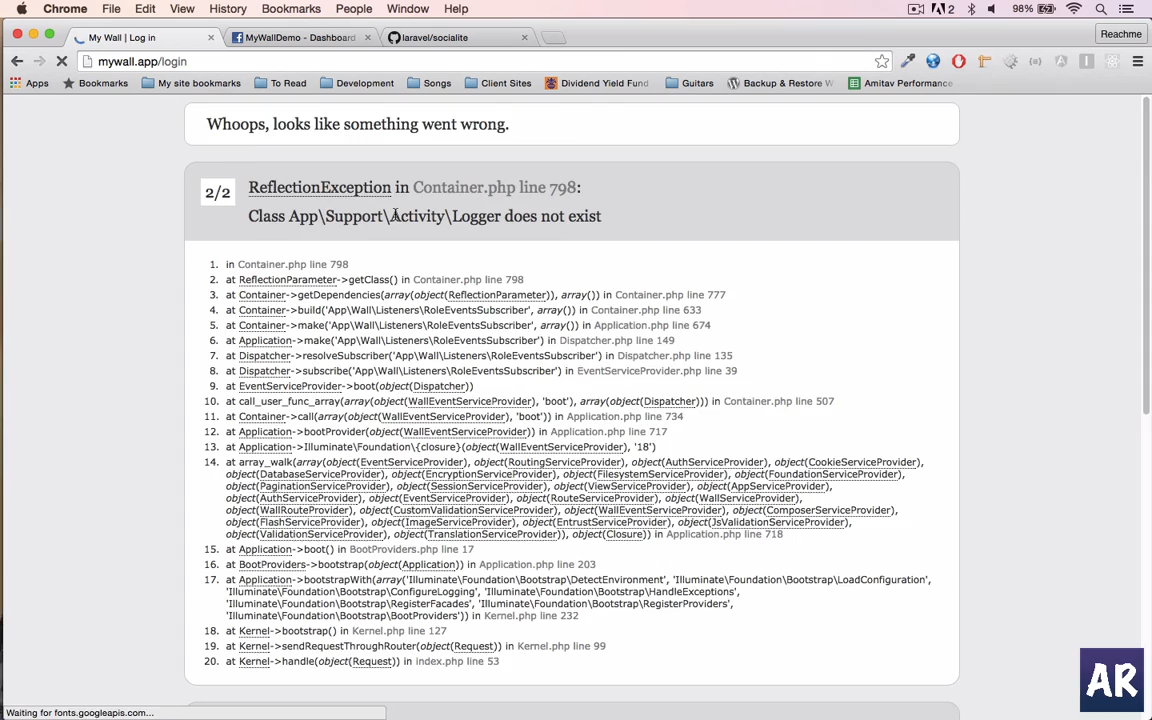 Chrome File Edit View History Bookmarks People Window Help
2 98%
My Wall | Log in MyWallDemo - Dashboard laravel/socialite Reachme
mywall.app/login
Apps Bookmarks My site bookmarks To Read Development Songs Client Sites Dividend Yield Fund Guitars Backup & Restore W Amitav Performance
Whoops, looks like something went wrong.
2/2 ReflectionException in Container.php line 798:
Class App\Support\Activity\Logger does not exist
1. in Container.php line 798
2. at ReflectionParameter->getClass() in Container.php line 798
3. at Container->getDependencies(array(object(ReflectionParameter)), array()) in Container.php line 777
4. at Container->build('App\Wall\Listeners\RoleEventsSubscriber', array()) in Container.php line 633
5. at Container->make('App\Wall\Listeners\RoleEventsSubscriber', array()) in Application.php line 674
6. at Application->make('App\Wall\Listeners\RoleEventsSubscriber') in Dispatcher.php line 149
7. at Dispatcher->resolveSubscriber('App\Wall\Listeners\RoleEventsSubscriber') in Dispatcher.php line 135
8. at Dispatcher->subscribe('App\Wall\Listeners\RoleEventsSubscriber') in EventServiceProvider.php line 39
9. at EventServiceProvider->boot(object(Dispatcher))
10. at call_user_func_array(array(object(WallEventServiceProvider), 'boot'), array(object(Dispatcher))) in Container.php line 507
11. at Container->call(array(object(WallEventServiceProvider), 'boot')) in Application.php line 734
12. at Application->bootProvider(object(WallEventServiceProvider)) in Application.php line 717
13. at Application->Illuminate\Foundation\{closure}(object(WallEventServiceProvider), '18')
14. at array_walk(array(object(EventServiceProvider), object(RoutingServiceProvider), object(AuthServiceProvider), object(CookieServiceProvider),
object(DatabaseServiceProvider), object(EncryptionServiceProvider), object(FilesystemServiceProvider), object(FoundationServiceProvider),
object(PaginationServiceProvider), object(SessionServiceProvider), object(ViewServiceProvider), object(AppServiceProvider),
object(AuthServiceProvider), object(EventServiceProvider), object(RouteServiceProvider), object(WallServiceProvider),
object(WallRouteProvider), object(CustomValidationServiceProvider), object(WallEventServiceProvider), object(ComposerServiceProvider),
object(FlashServiceProvider), object(ImageServiceProvider), object(EntrustServiceProvider), object(JsValidationServiceProvider),
object(ValidationServiceProvider), object(TranslationServiceProvider)), object(Closure)) in Application.php line 718
15. at Application->boot() in BootProviders.php line 17
16. at BootProviders->bootstrap(object(Application)) in Application.php line 203
17. at Application->bootstrapWith(array('Illuminate\Foundation\Bootstrap\DetectEnvironment', 'Illuminate\Foundation\Bootstrap\LoadConfiguration',
'Illuminate\Foundation\Bootstrap\ConfigureLogging', 'Illuminate\Foundation\Bootstrap\HandleExceptions',
'Illuminate\Foundation\Bootstrap\RegisterFacades', 'Illuminate\Foundation\Bootstrap\RegisterProviders',
'Illuminate\Foundation\Bootstrap\BootProviders')) in Kernel.php line 232
18. at Kernel->bootstrap() in Kernel.php line 127
19. at Kernel->sendRequestThroughRouter(object(Request)) in Kernel.php line 99
20. at Kernel->handle(object(Request)) in index.php line 53
AR
Waiting for fonts.googleapis.com...